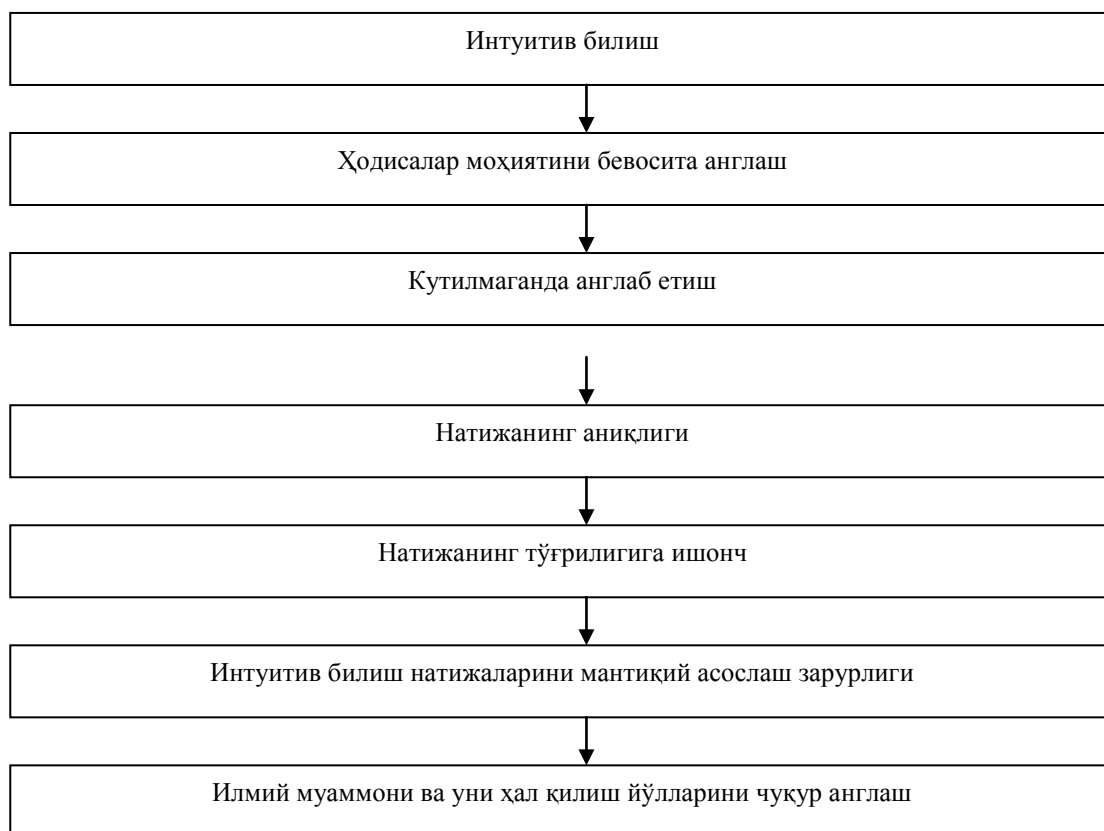 Интуитив билиш
Ҳодисалар моҳиятини бевосита англаш
Кутилмаганда англаб етиш
Натижанинг аниқлиги
Натижанинг тўғрилигига ишонч
Интуитив билиш натижаларини мантиқий асослаш зарурлиги
Илмий муаммони ва уни ҳал қилиш йўлларини чуқур англаш